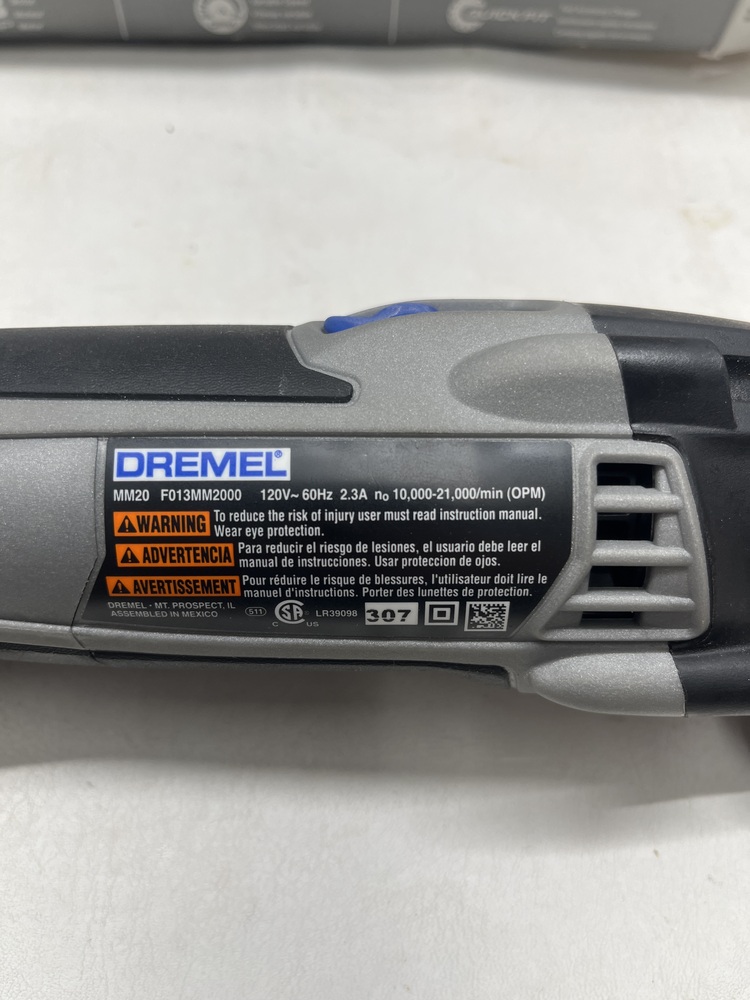 DREMEL®
MM20 F013MM2000 120V~ 60Hz 2.3A n₀ 10,000-21,000/min (OPM)
WARNING To reduce the risk of injury user must read instruction manual.
Wear eye protection.
ADVERTENCIA Para reducir el riesgo de lesiones, el usuario debe leer el
manual de instrucciones. Usar proteccion de ojos.
AVERTISSEMENT Pour réduire le risque de blessures, l'utilisateur doit lire le
manuel d'instructions. Porter des lunettes de protection.
DREMEL - MT. PROSPECT, IL
ASSEMBLED IN MEXICO
511 C US LR39098 307